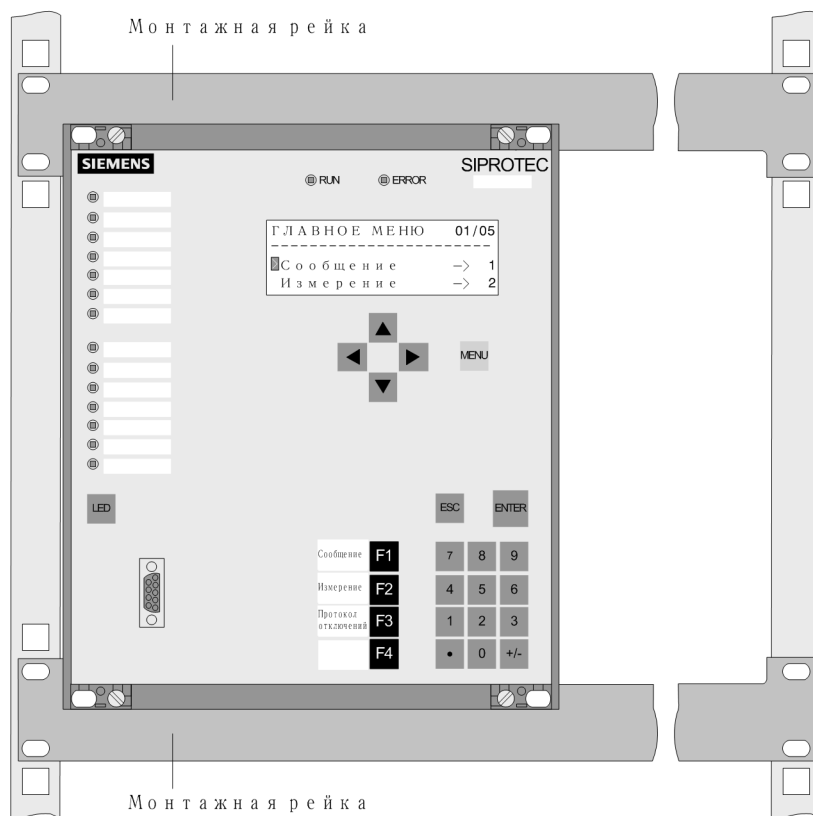 Монтажная рейка
SIEMENS
SIPROTEC
RUN
ERROR
ГЛАВНОЕ МЕНЮ 01/05
--------------------
>Сообщение –> 1
Измерение –> 2
MENU
LED
ESC
ENTER
Сообщение F1
7 8 9
Измерение F2
4 5 6
Протокол
отключений F3
1 2 3
F4
• 0 +/-
Монтажная рейка